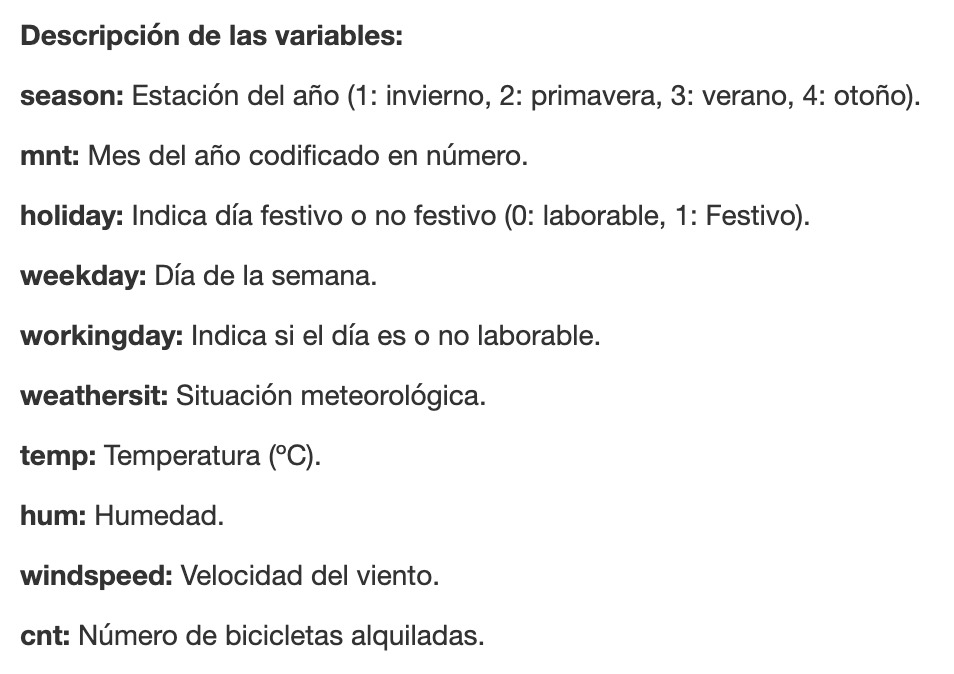 Descripción de las variables:
season: Estación del año (1: invierno, 2: primavera, 3: verano, 4: otoño).
mnt: Mes del año codificado en número.
holiday: Indica día festivo o no festivo (0: laborable, 1: Festivo).
weekday: Día de la semana.
workingday: Indica si el día es o no laborable.
weathersit: Situación meteorológica.
temp: Temperatura (ºC).
hum: Humedad.
windspeed: Velocidad del viento.
cnt: Número de bicicletas alquiladas.